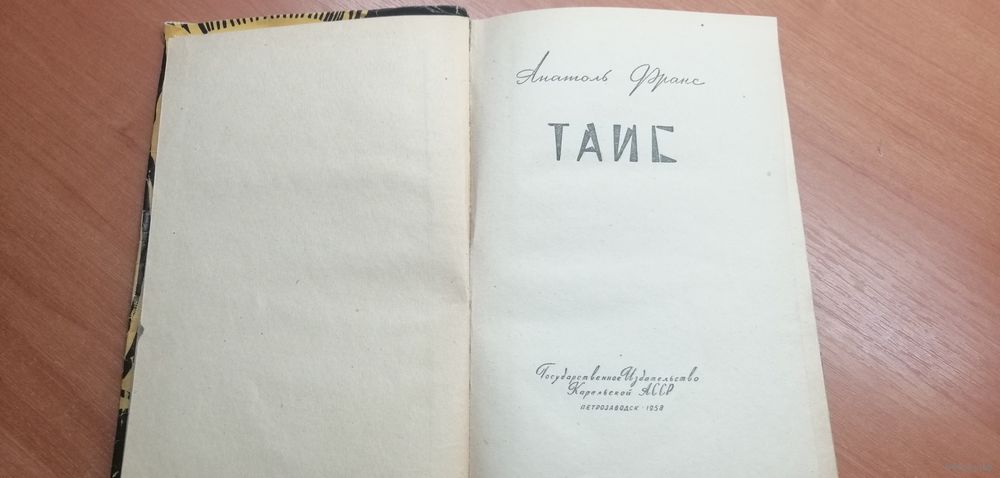 Анатоль Франс
ТАИС
Государственное Издательство
Карельской АССР
ПЕТРОЗАВОДСК · 1958